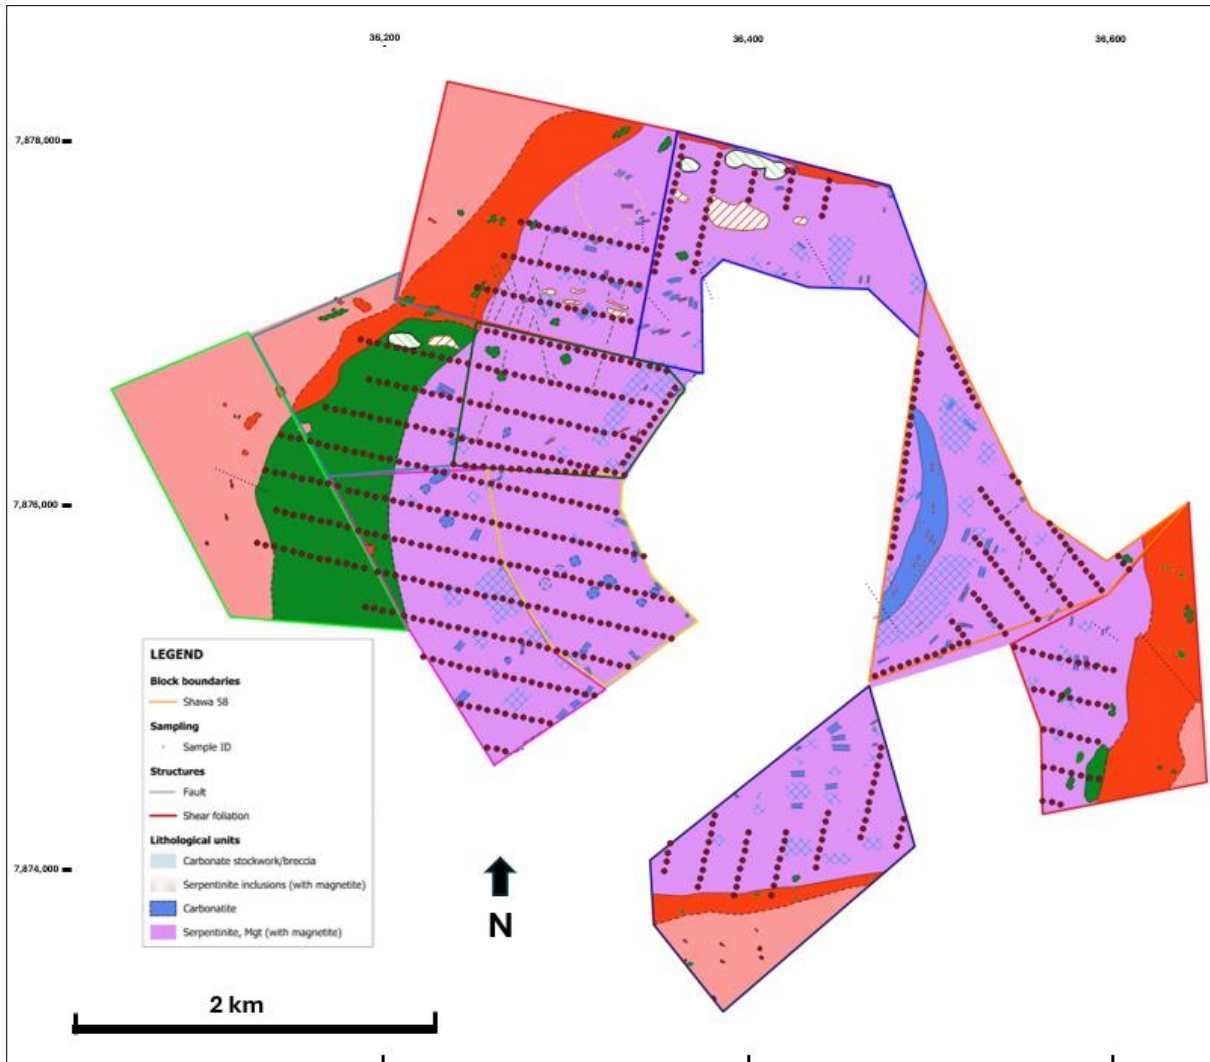 36,200 36,400 36,600
7,878,000
7,876,000
LEGEND
Block boundaries
Shawa 58
Sampling
Sample ID
Structures
Fault
Shear foliation
Lithological units
Carbonate stockwork/breccia
Serpentinite inclusions (with magnetite)
Carbonatite
Serpentinite, Mgt (with magnetite)
7,874,000
N
2 km